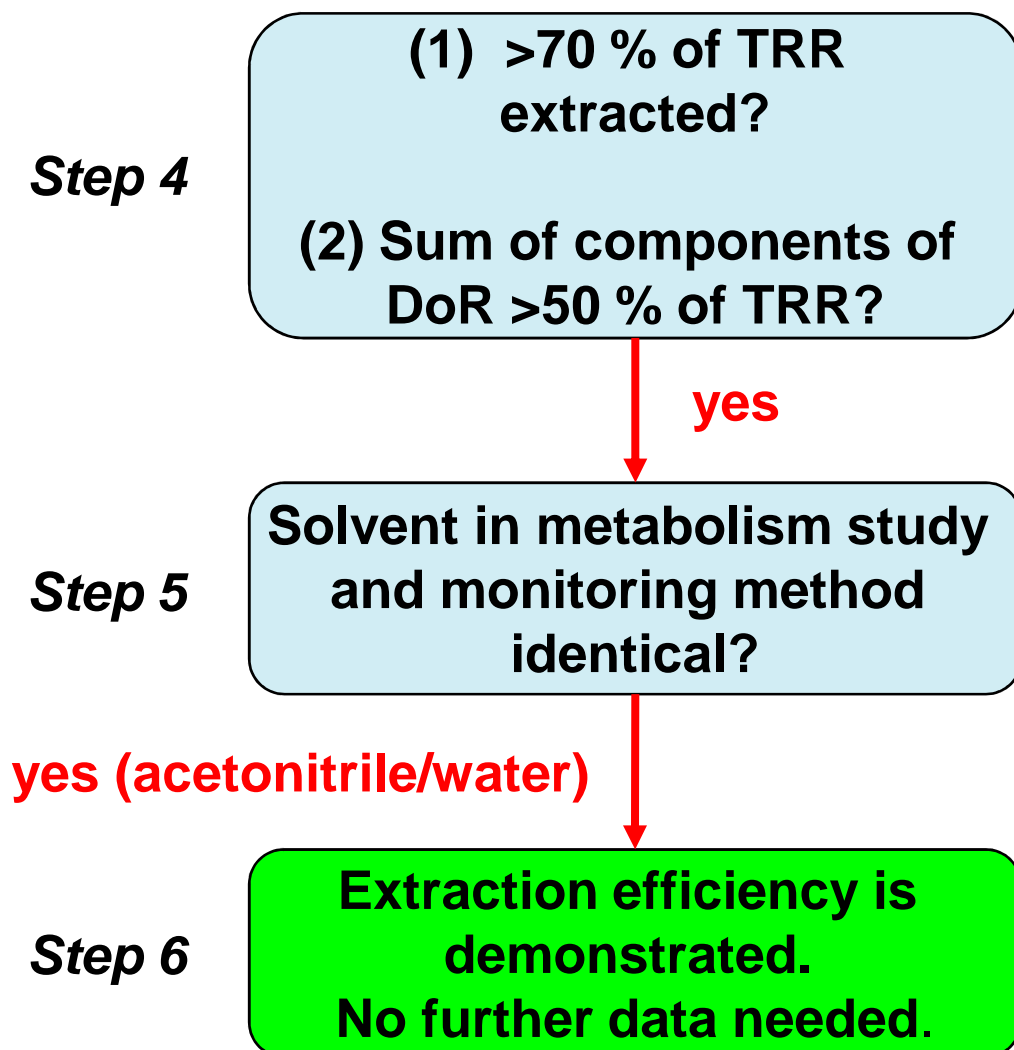 (1) >70 % of TRR
extracted?
Step 4
(2) Sum of components of
DoR >50 % of TRR?
yes
Solvent in metabolism study
Step 5
and monitoring method
identical?
yes (acetonitrile/water)
Extraction efficiency is
Step 6
demonstrated.
No further data needed.